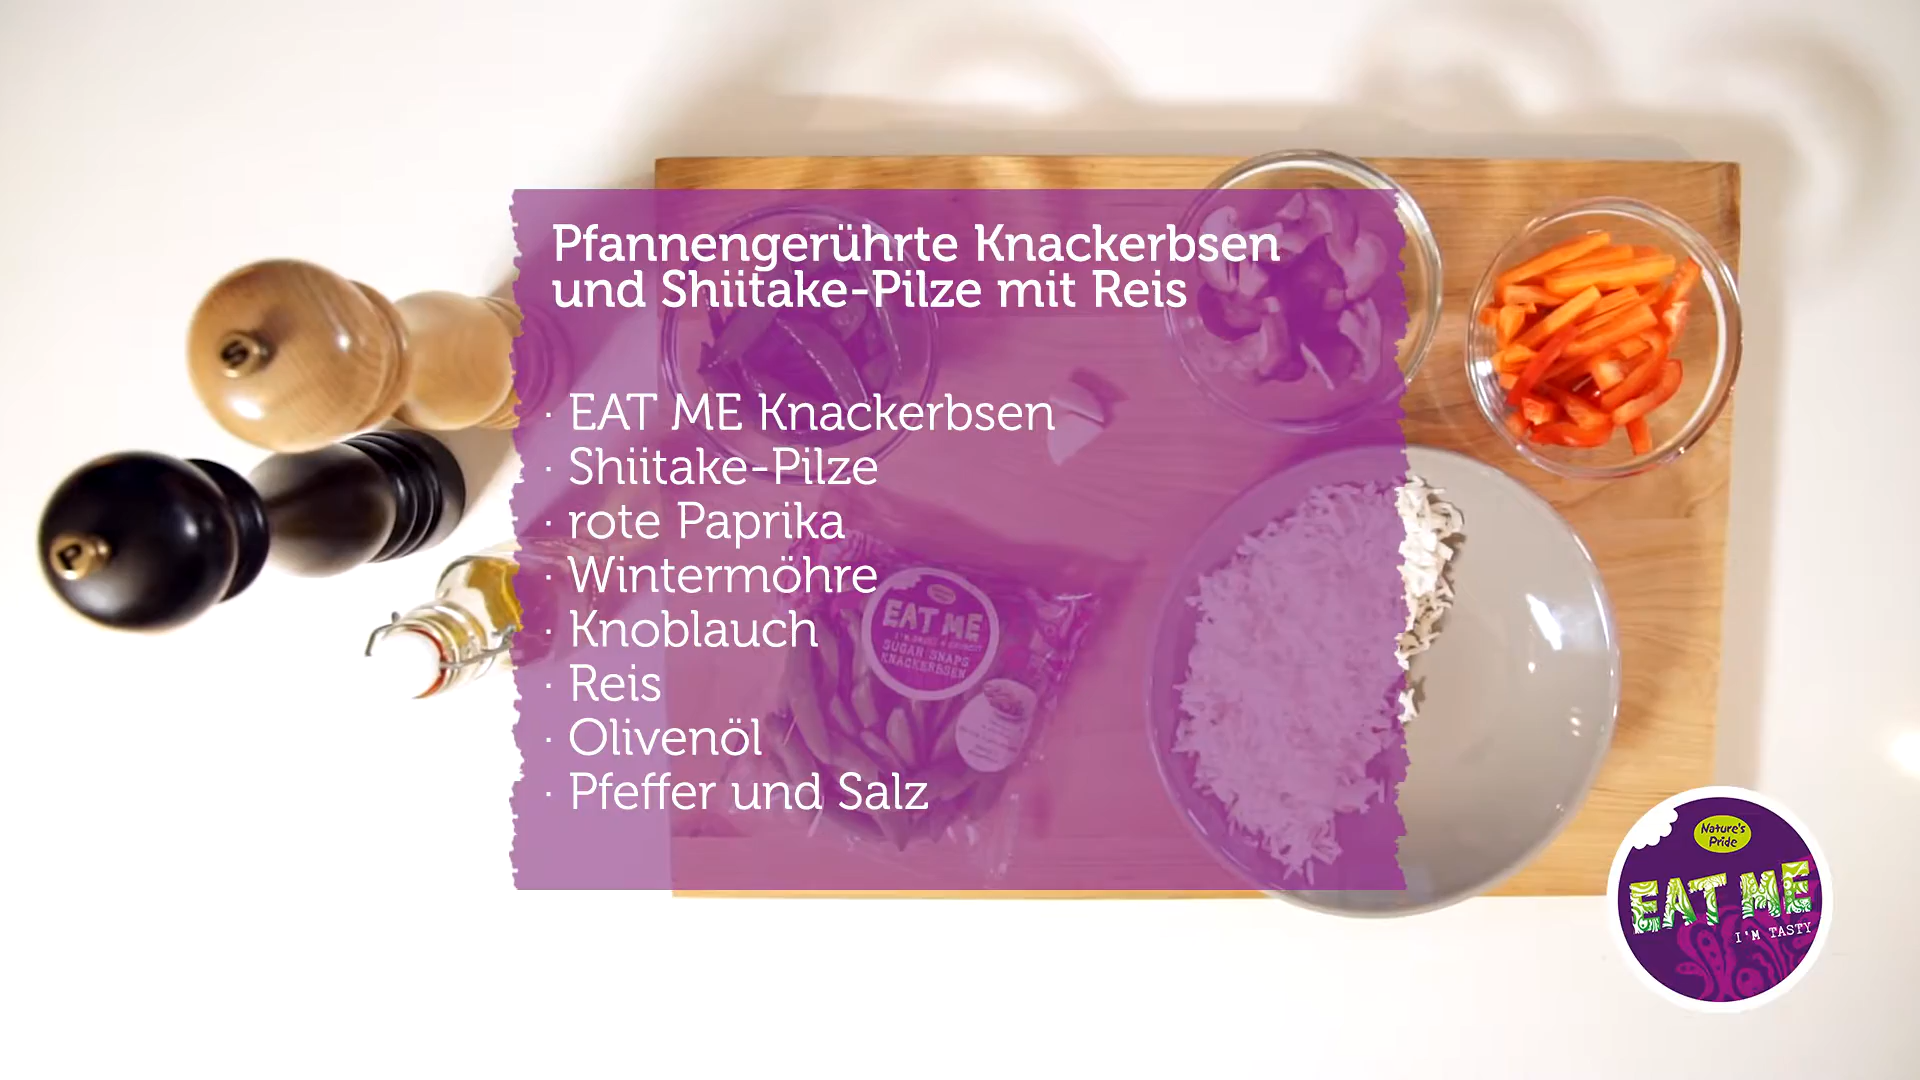 Pfannengerührte Knackerbsen
und Shiitake-Pilze mit Reis
· EAT ME Knackerbsen
· Shiitake-Pilze
· rote Paprika
· Wintermöhre
· Knoblauch
· Reis
· Olivenöl
· Pfeffer und Salz
S
P
EAT ME
SUGAR SNAPS
KNACKERBSEN
Nature's
Pride
EAT ME
I'M TASTY